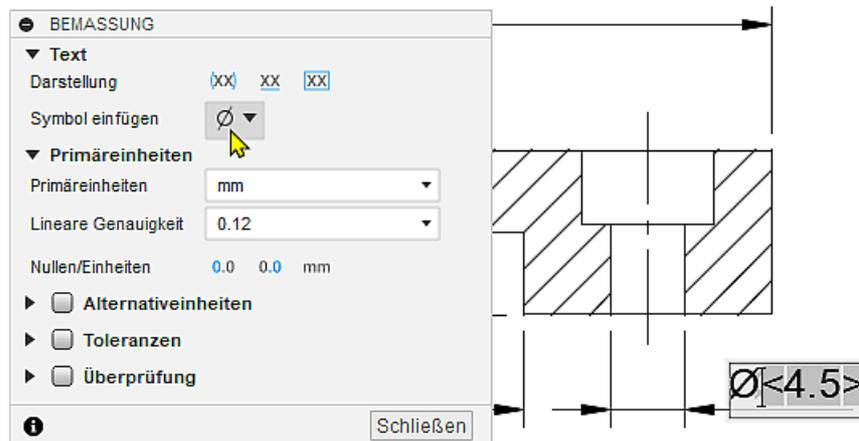 BEMASSUNG
Text
Darstellung (XX) XX XX
Symbol einfügen Ø
Primäreinheiten
Primäreinheiten mm
Lineare Genauigkeit 0.12
Nullen/Einheiten 0.0 0.0 mm
Alternativeinheiten
Toleranzen
Überprüfung
Schließen
Ø<4.5>